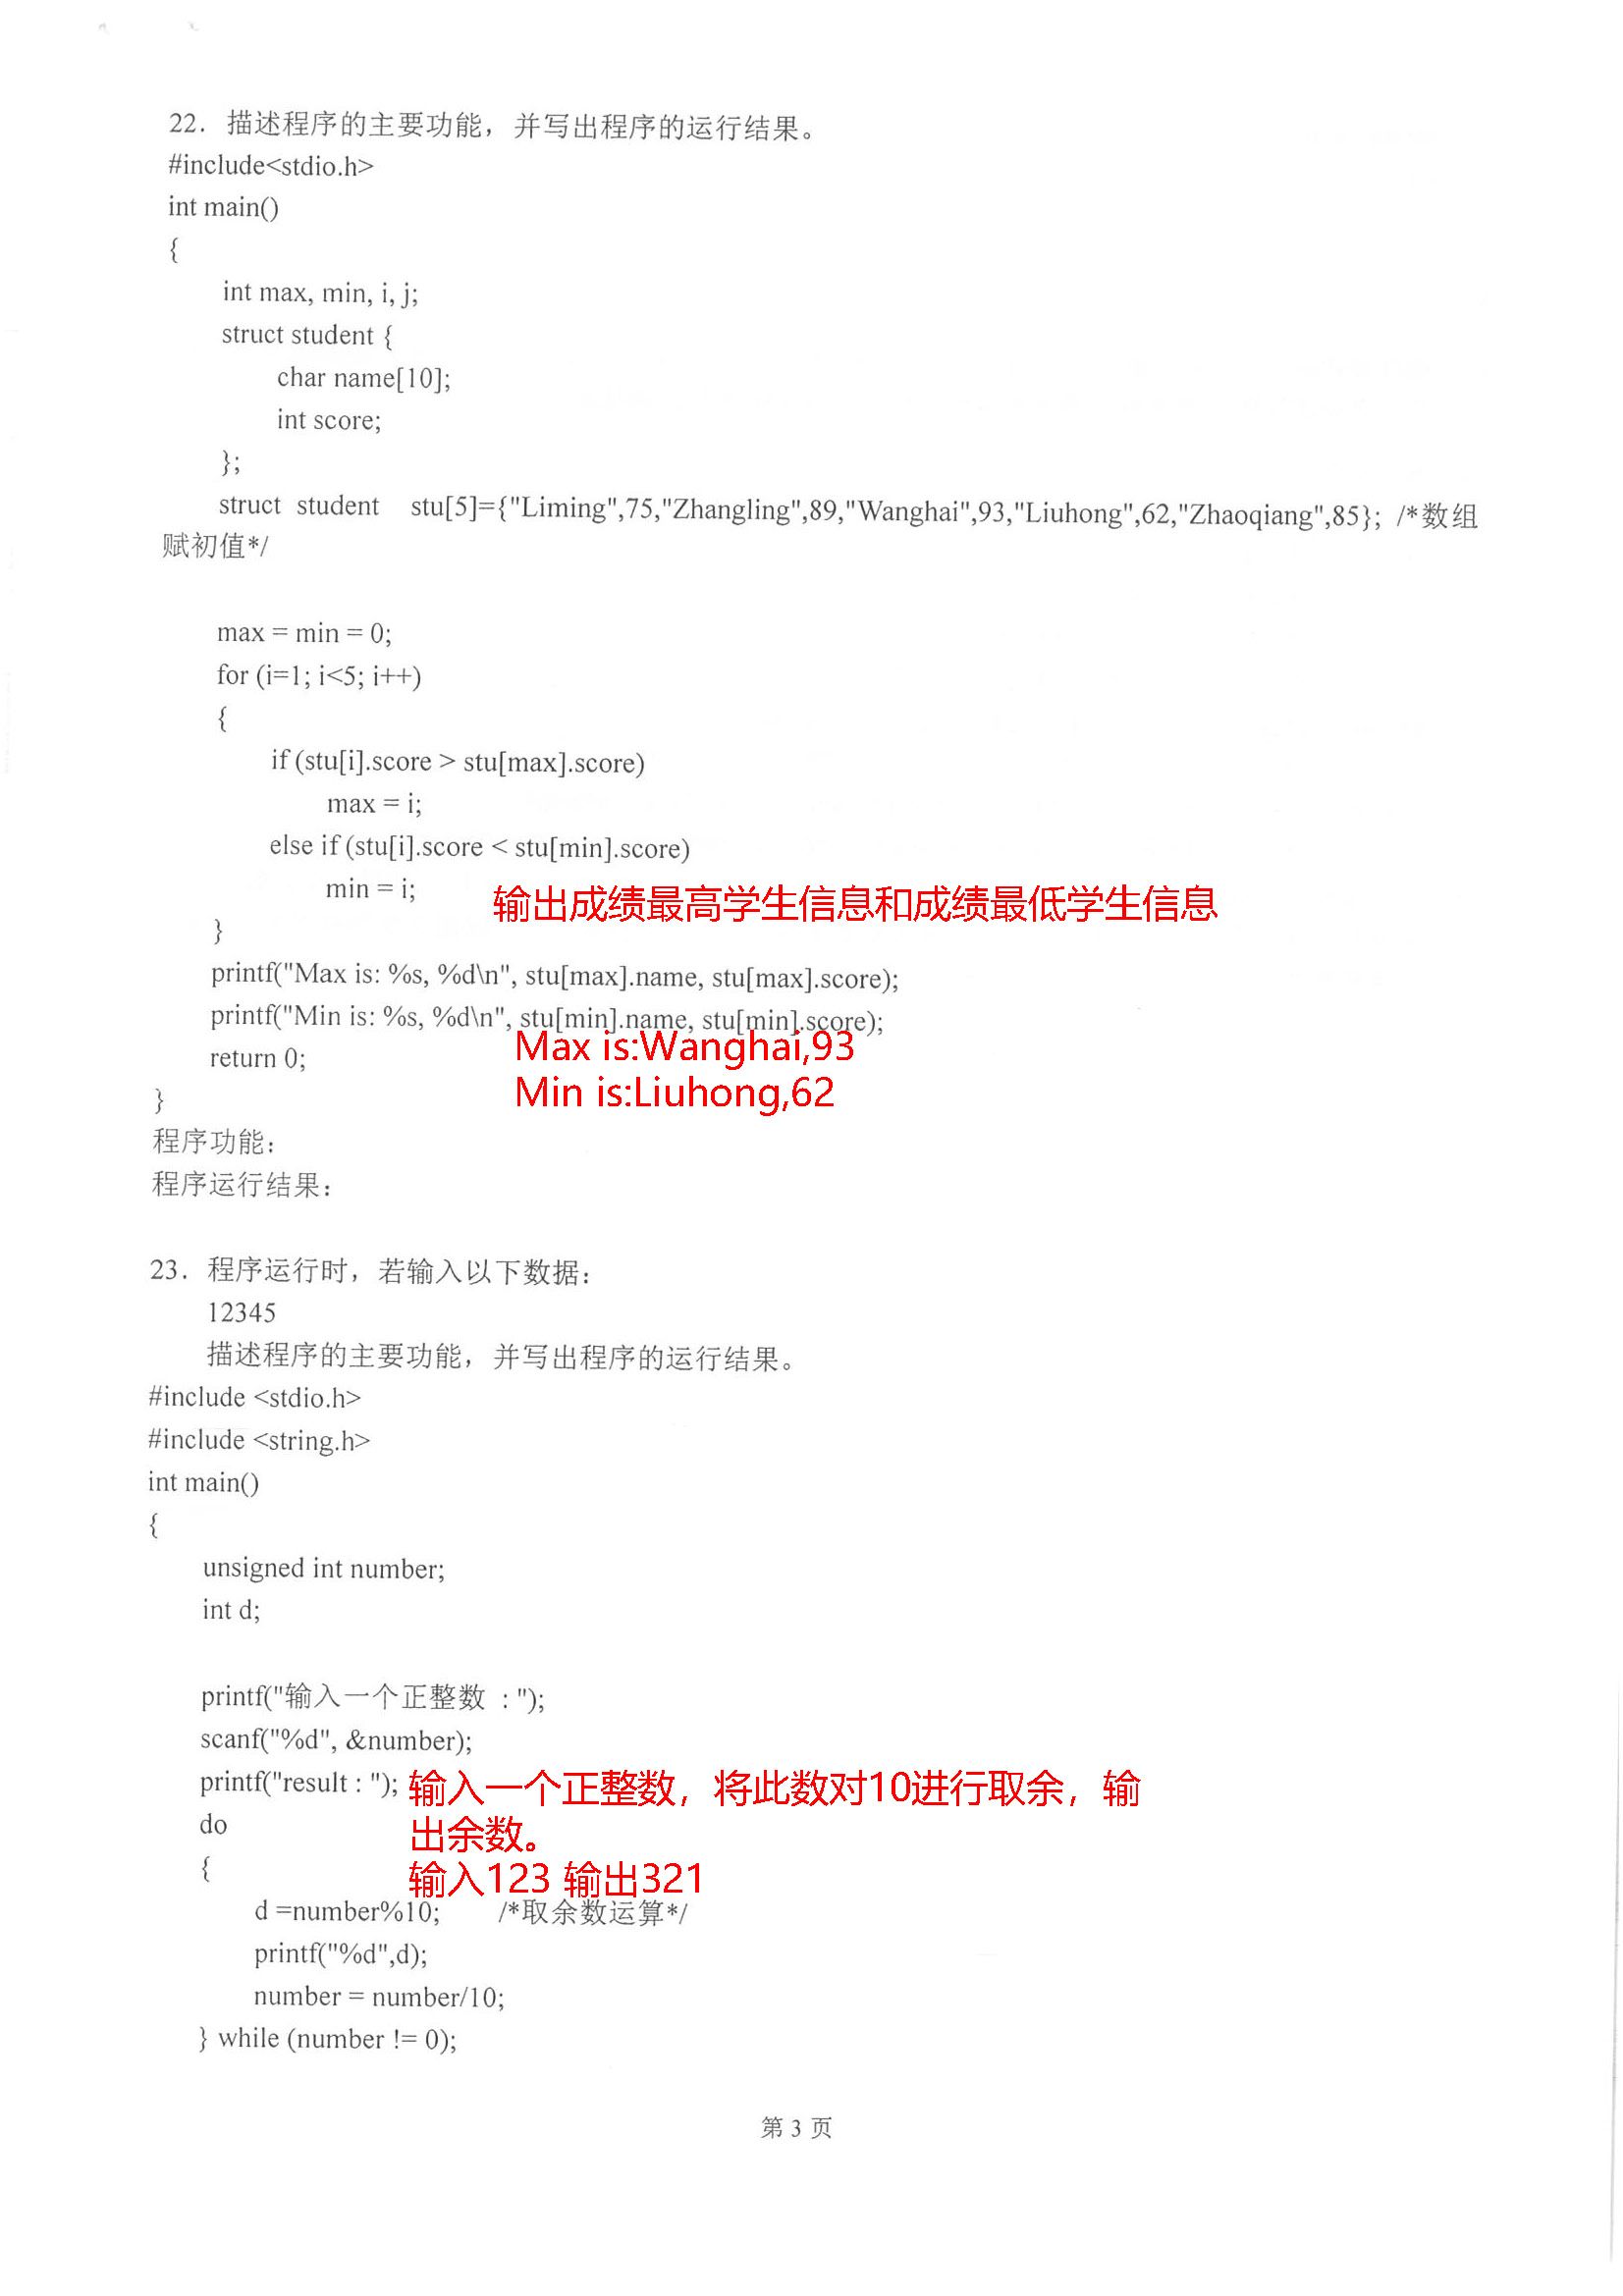 22．描述程序的主要功能，并写出程序的运行结果。
#include<stdio.h>
int main()
{
int max, min, i, j;
struct student {
char name[10];
int score;
};
struct student stu[5]={"Liming",75,"Zhangling",89,"Wanghai",93,"Liuhong",62,"Zhaoqiang",85}; /*数组
赋初值*/
max = min = 0;
for (i=1; i<5; i++)
{
if (stu[i].score > stu[max].score)
max = i;
else if (stu[i].score < stu[min].score)
min = i;
输出成绩最高学生信息和成绩最低学生信息
}
printf("Max is: %s, %d\n", stu[max].name, stu[max].score);
printf("Min is: %s, %d\n", stu[min].name, stu[min].score);
Max is:Wanghai,93
return 0;
Min is:Liuhong,62
}
程序功能：
程序运行结果：
23．程序运行时，若输入以下数据：
12345
描述程序的主要功能，并写出程序的运行结果。
#include <stdio.h>
#include <string.h>
int main()
{
unsigned int number;
int d;
printf("输入一个正整数 : ");
scanf("%d", &number);
printf("result : ");
输入一个正整数，将此数对10进行取余，输
do
出余数。
{
输入123 输出321
d =number%10; /*取余数运算*/
printf("%d",d);
number = number/10;
} while (number != 0);
第 3 页